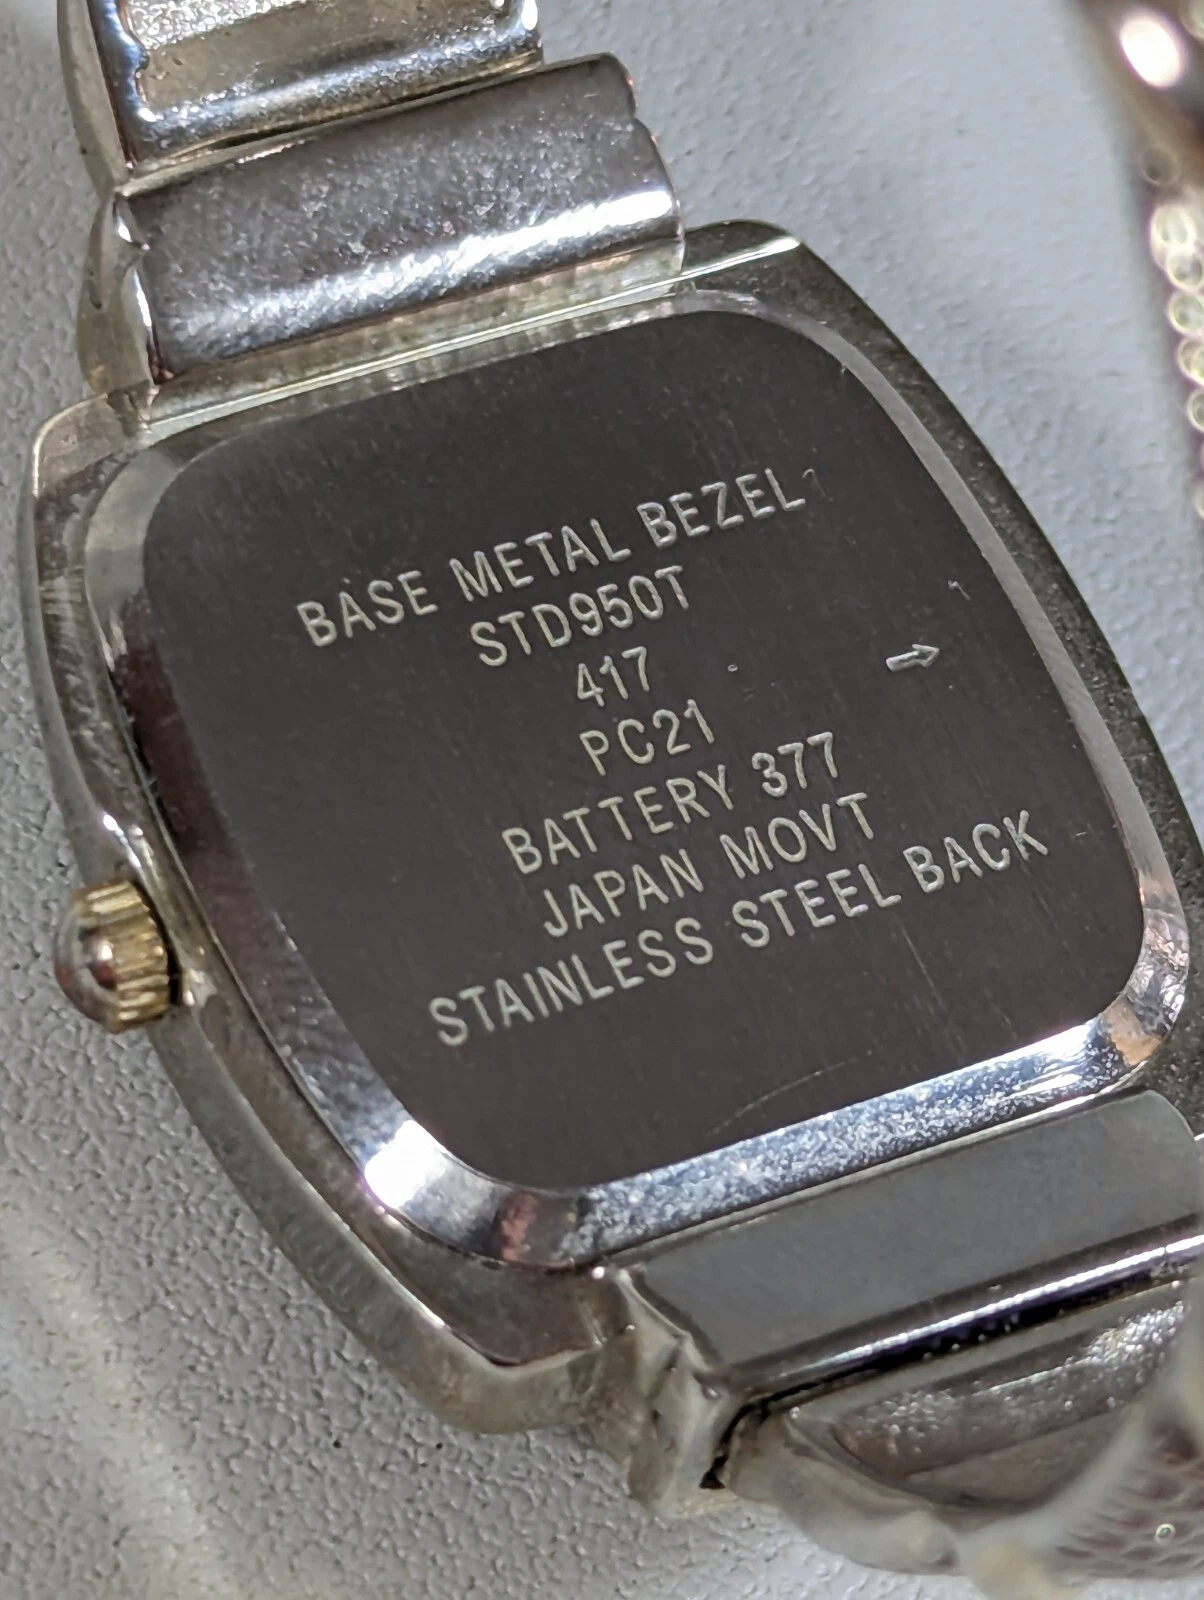 BASE METAL BEZEL
STD950T
417
→
PC21
BATTERY 377
JAPAN MOVT
STAINLESS STEEL BACK